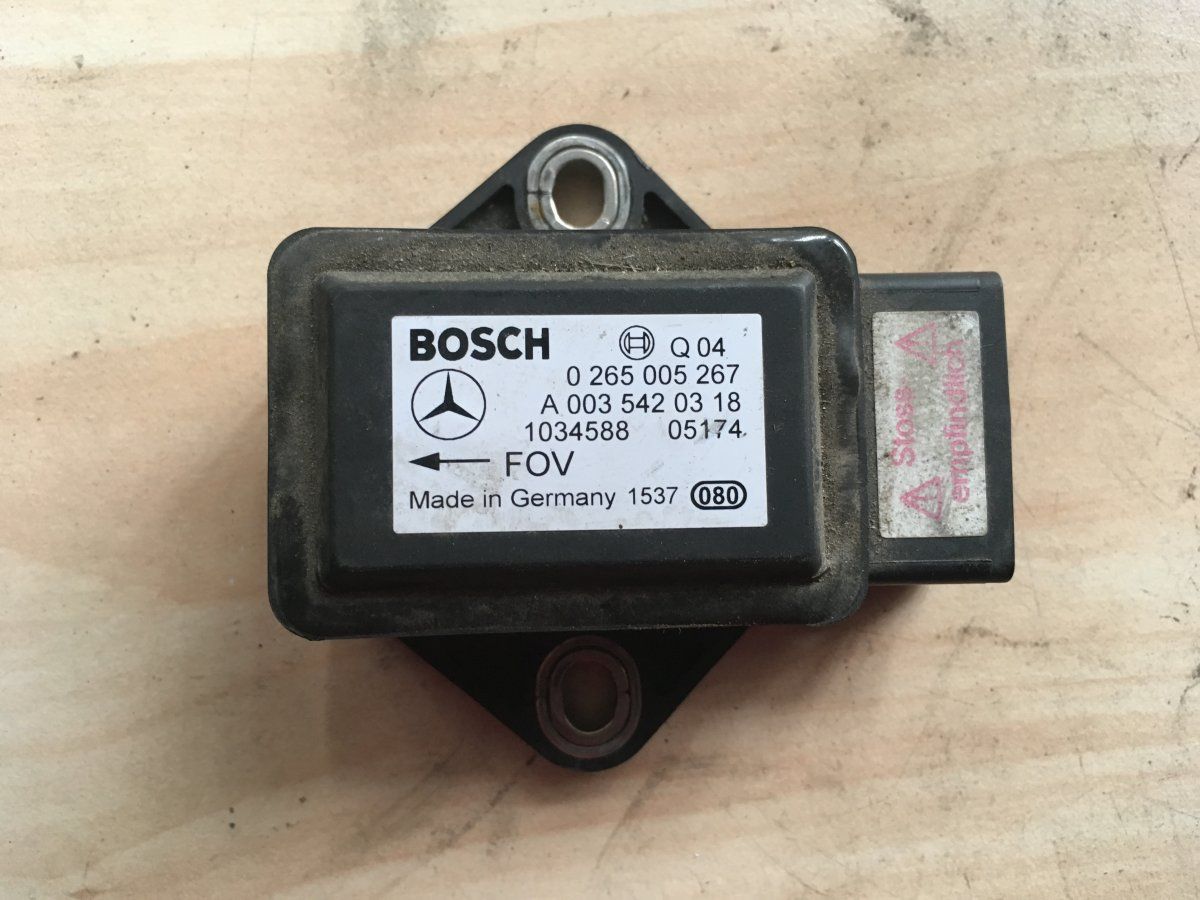 BOSCH
Q 04
0 265 005 267
A 003 542 03 18
1034588 05174
FOV
Made in Germany 1537 080
Stoss
empfindlich